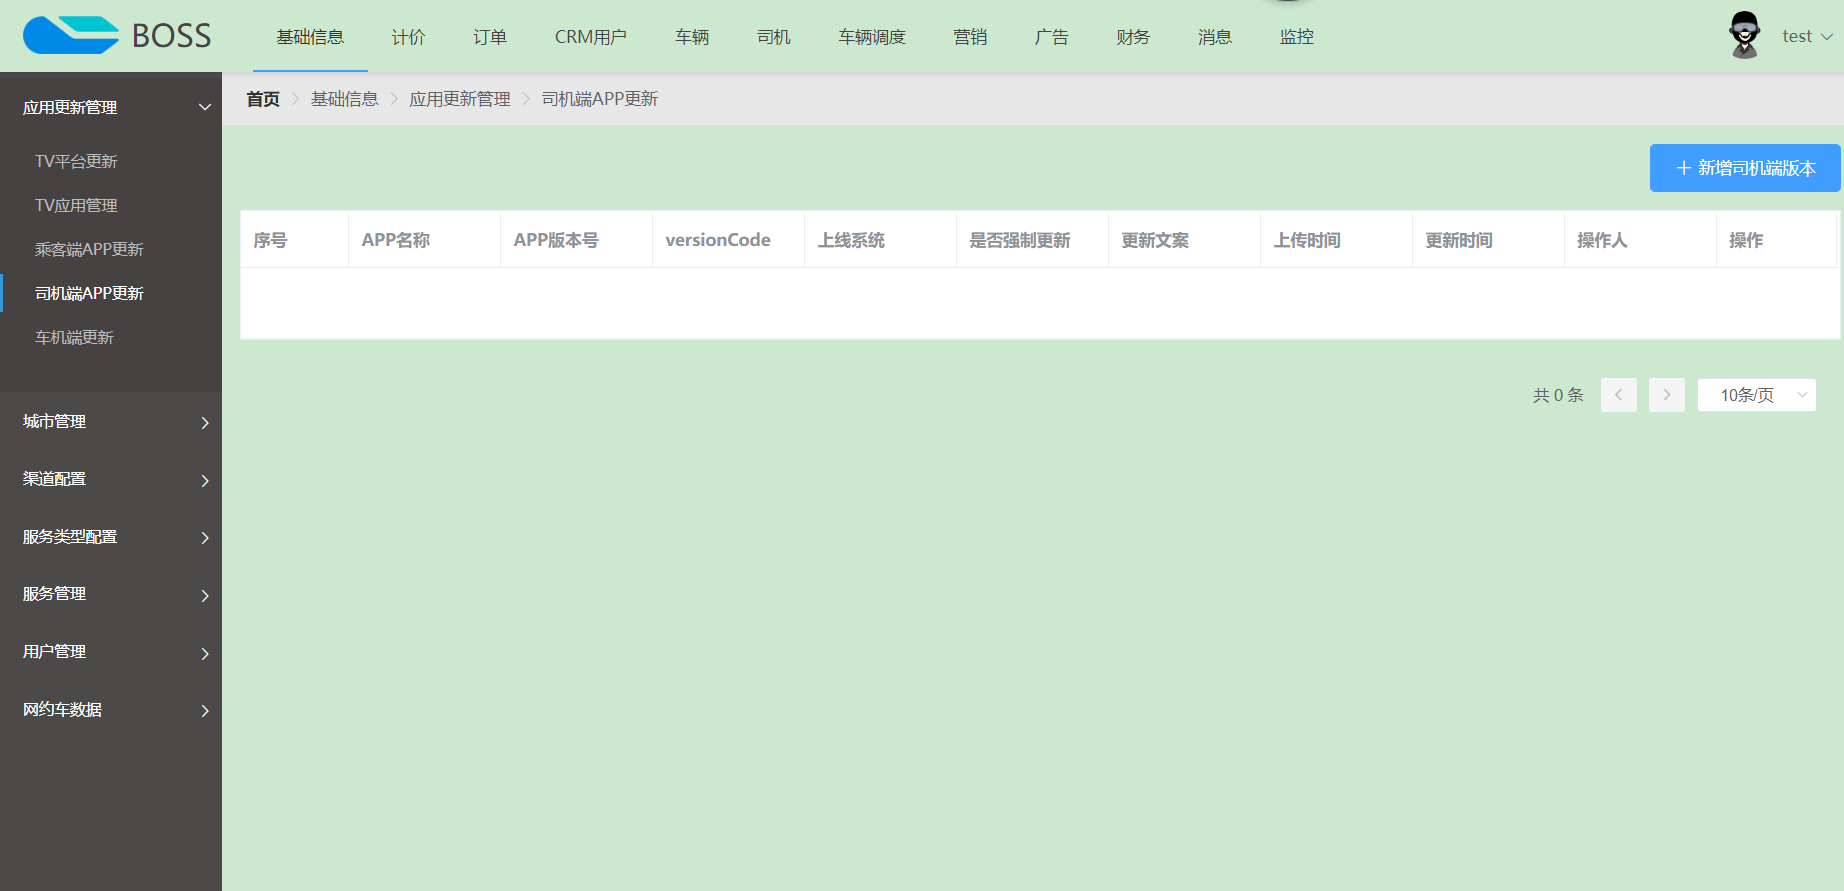 BOSS
基础信息 计价 订单 CRM用户 车辆 司机 车辆调度 营销 广告 财务 消息 监控
test
应用更新管理
TV平台更新
TV应用管理
乘客端APP更新
司机端APP更新
车机端更新
城市管理
渠道配置
服务类型配置
服务管理
用户管理
网约车数据
首页 > 基础信息 > 应用更新管理 > 司机端APP更新
+ 新增司机端版本
序号 APP名称 APP版本号 versionCode 上线系统 是否强制更新 更新文案 上传时间 更新时间 操作人 操作
共 0 条 < > 10条/页